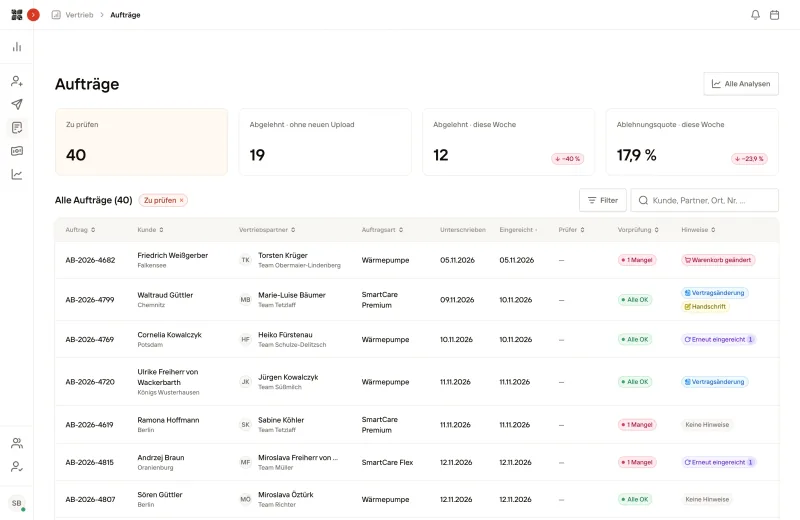 Vertrieb > Aufträge
Aufträge
Alle Analysen
Zu prüfen
40
Abgelehnt · ohne neuen Upload
19
Abgelehnt · diese Woche
12
↓ −40 %
Ablehnungsquote · diese Woche
17,9 %
↓ −23,9 %
Alle Aufträge (40)
Zu prüfen ×
Filter
Kunde, Partner, Ort, Nr. ...
Auftrag Kunde Vertriebspartner Auftragsart Unterschrieben Eingereicht Prüfer Vorprüfung Hinweise
AB-2026-4682
Friedrich Weißgerber
Falkensee
TK
Torsten Krüger
Team Obermaier-Lindenberg
Wärmepumpe
05.11.2026
05.11.2026
—
1 Mangel
Warenkorb geändert
AB-2026-4799
Waltraud Güttler
Chemnitz
MB
Marie-Luise Bäumer
Team Tetzlaff
SmartCare
Premium
09.11.2026
10.11.2026
—
Alle OK
Vertragsänderung
Handschrift
AB-2026-4769
Cornelia Kowalczyk
Potsdam
HF
Heiko Fürstenau
Team Schulze-Delitzsch
Wärmepumpe
10.11.2026
10.11.2026
—
Alle OK
Erneut eingereicht 1
AB-2026-4720
Ulrike Freiherr von
Wackerbarth
Königs Wusterhausen
JK
Jürgen Kowalczyk
Team Süßmilch
Wärmepumpe
11.11.2026
11.11.2026
—
Alle OK
Vertragsänderung
AB-2026-4619
Ramona Hoffmann
Berlin
SK
Sabine Köhler
Team Tetzlaff
SmartCare
Premium
11.11.2026
11.11.2026
—
1 Mangel
Keine Hinweise
AB-2026-4815
Andrzej Braun
Oranienburg
MF
Miroslava Freiherr von ...
Team Müller
SmartCare Flex
12.11.2026
12.11.2026
—
1 Mangel
Erneut eingereicht 1
AB-2026-4807
Sören Güttler
Berlin
MÖ
Miroslava Öztürk
Team Richter
Wärmepumpe
12.11.2026
12.11.2026
—
Alle OK
Keine Hinweise
SB